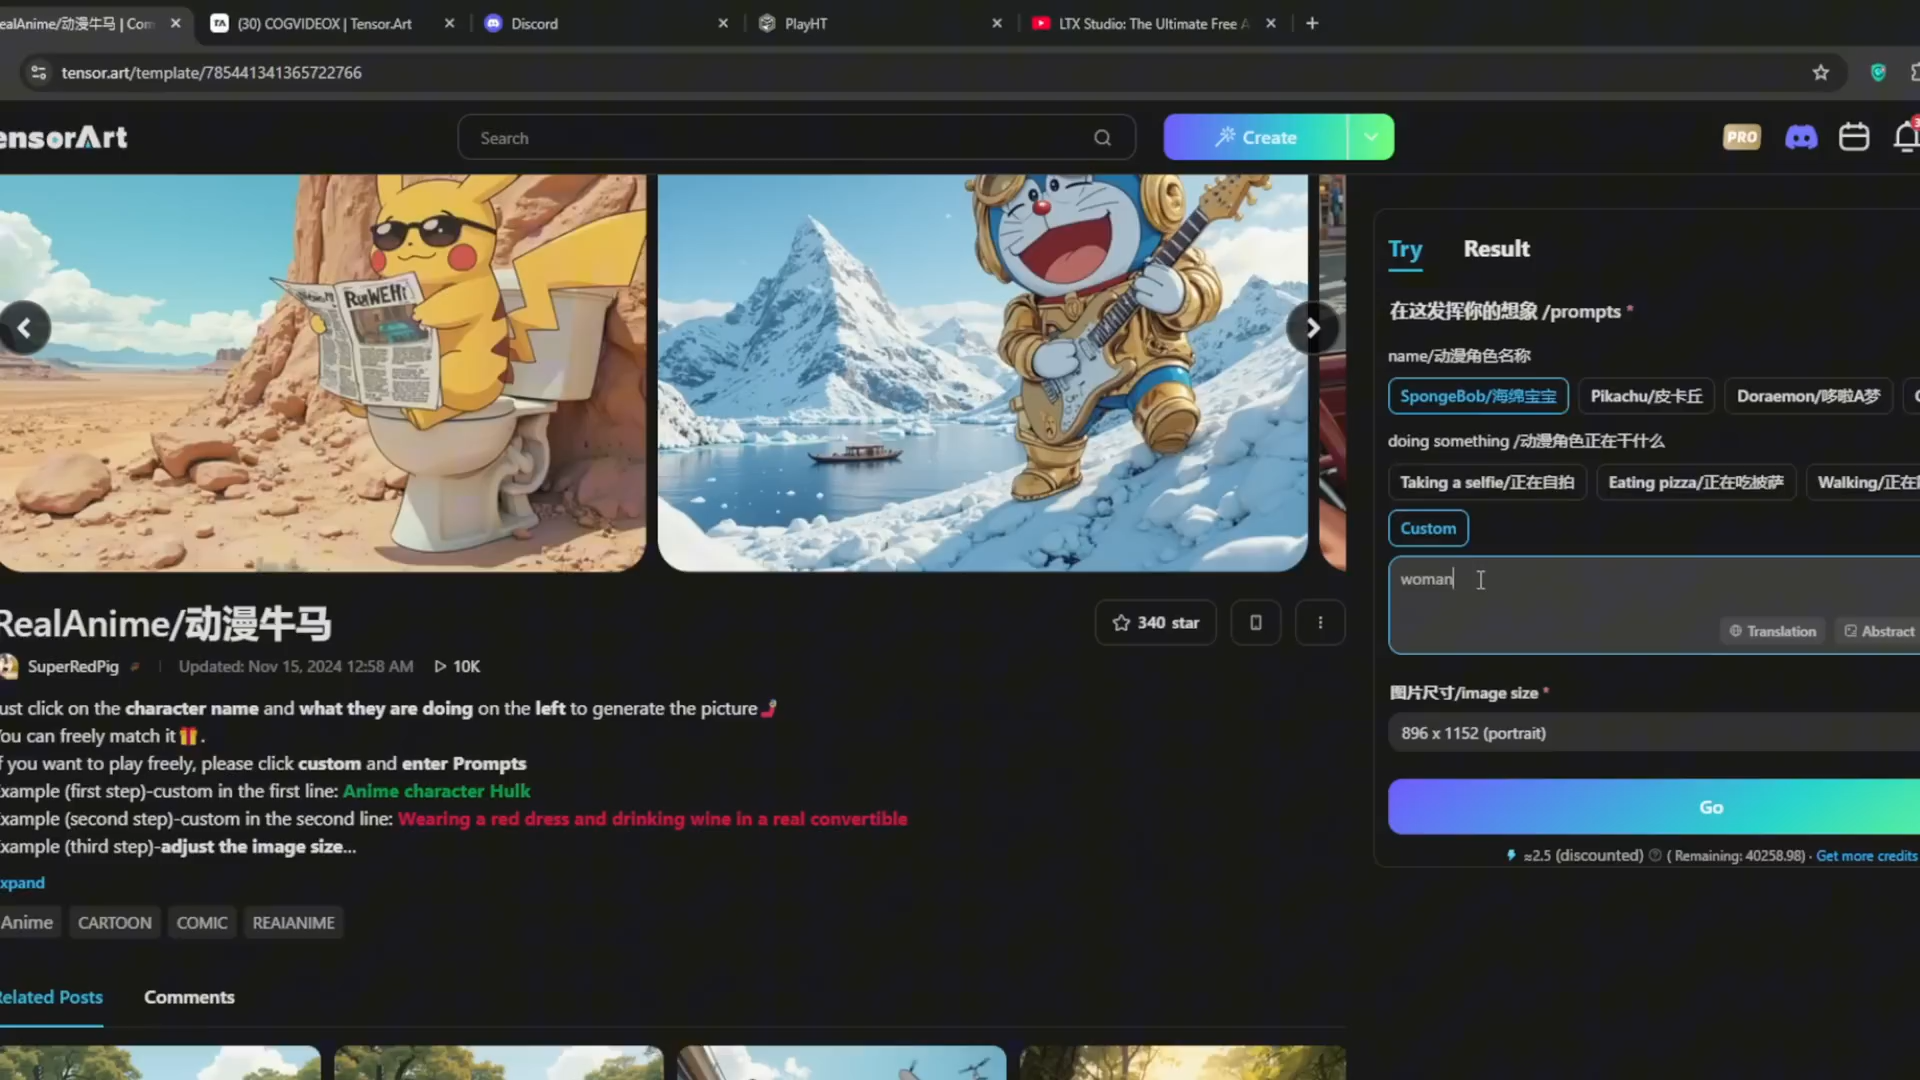 ealAnime/动漫牛马 | Com
(30) COGVIDEOX | Tensor.Art
Discord
PlayHT
LTX Studio: The Ultimate Free A
tensor.art/template/785441341365722766
ensorArt
Search
Create
PRO
3
RuWEHi
Try
Result
在这发挥你的想象 /prompts *
name/动漫角色名称
SpongeBob/海绵宝宝
Pikachu/皮卡丘
Doraemon/哆啦A梦
doing something /动漫角色正在干什么
Taking a selfie/正在自拍
Eating pizza/正在吃披萨
Walking/正在
Custom
woman
Translation
Abstract
图片尺寸/image size *
896 x 1152 (portrait)
Go
≈2.5 (discounted) ( Remaining: 40258.98) · Get more credits
RealAnime/动漫牛马
340 star
SuperRedPig
Updated: Nov 15, 2024 12:58 AM
10K
ust click on the character name and what they are doing on the left to generate the picture
You can freely match it .
f you want to play freely, please click custom and enter Prompts
Example (first step)-custom in the first line: Anime character Hulk
Example (second step)-custom in the second line: Wearing a red dress and drinking wine in a real convertible
Example (third step)-adjust the image size...
xpand
Anime
CARTOON
COMIC
REAIANIME
Related Posts
Comments